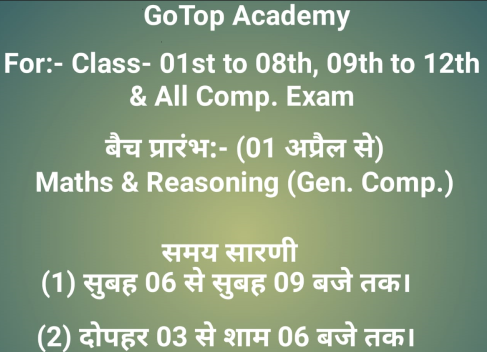 GoTop Academy
For:- Class- 01st to 08th, 09th to 12th
& All Comp. Exam
बैच प्रारंभ:- (01 अप्रैल से)
Maths & Reasoning (Gen. Comp.)
समय सारणी
(1) सुबह 06 से सुबह 09 बजे तक।
(2) दोपहर 03 से शाम 06 बजे तक।